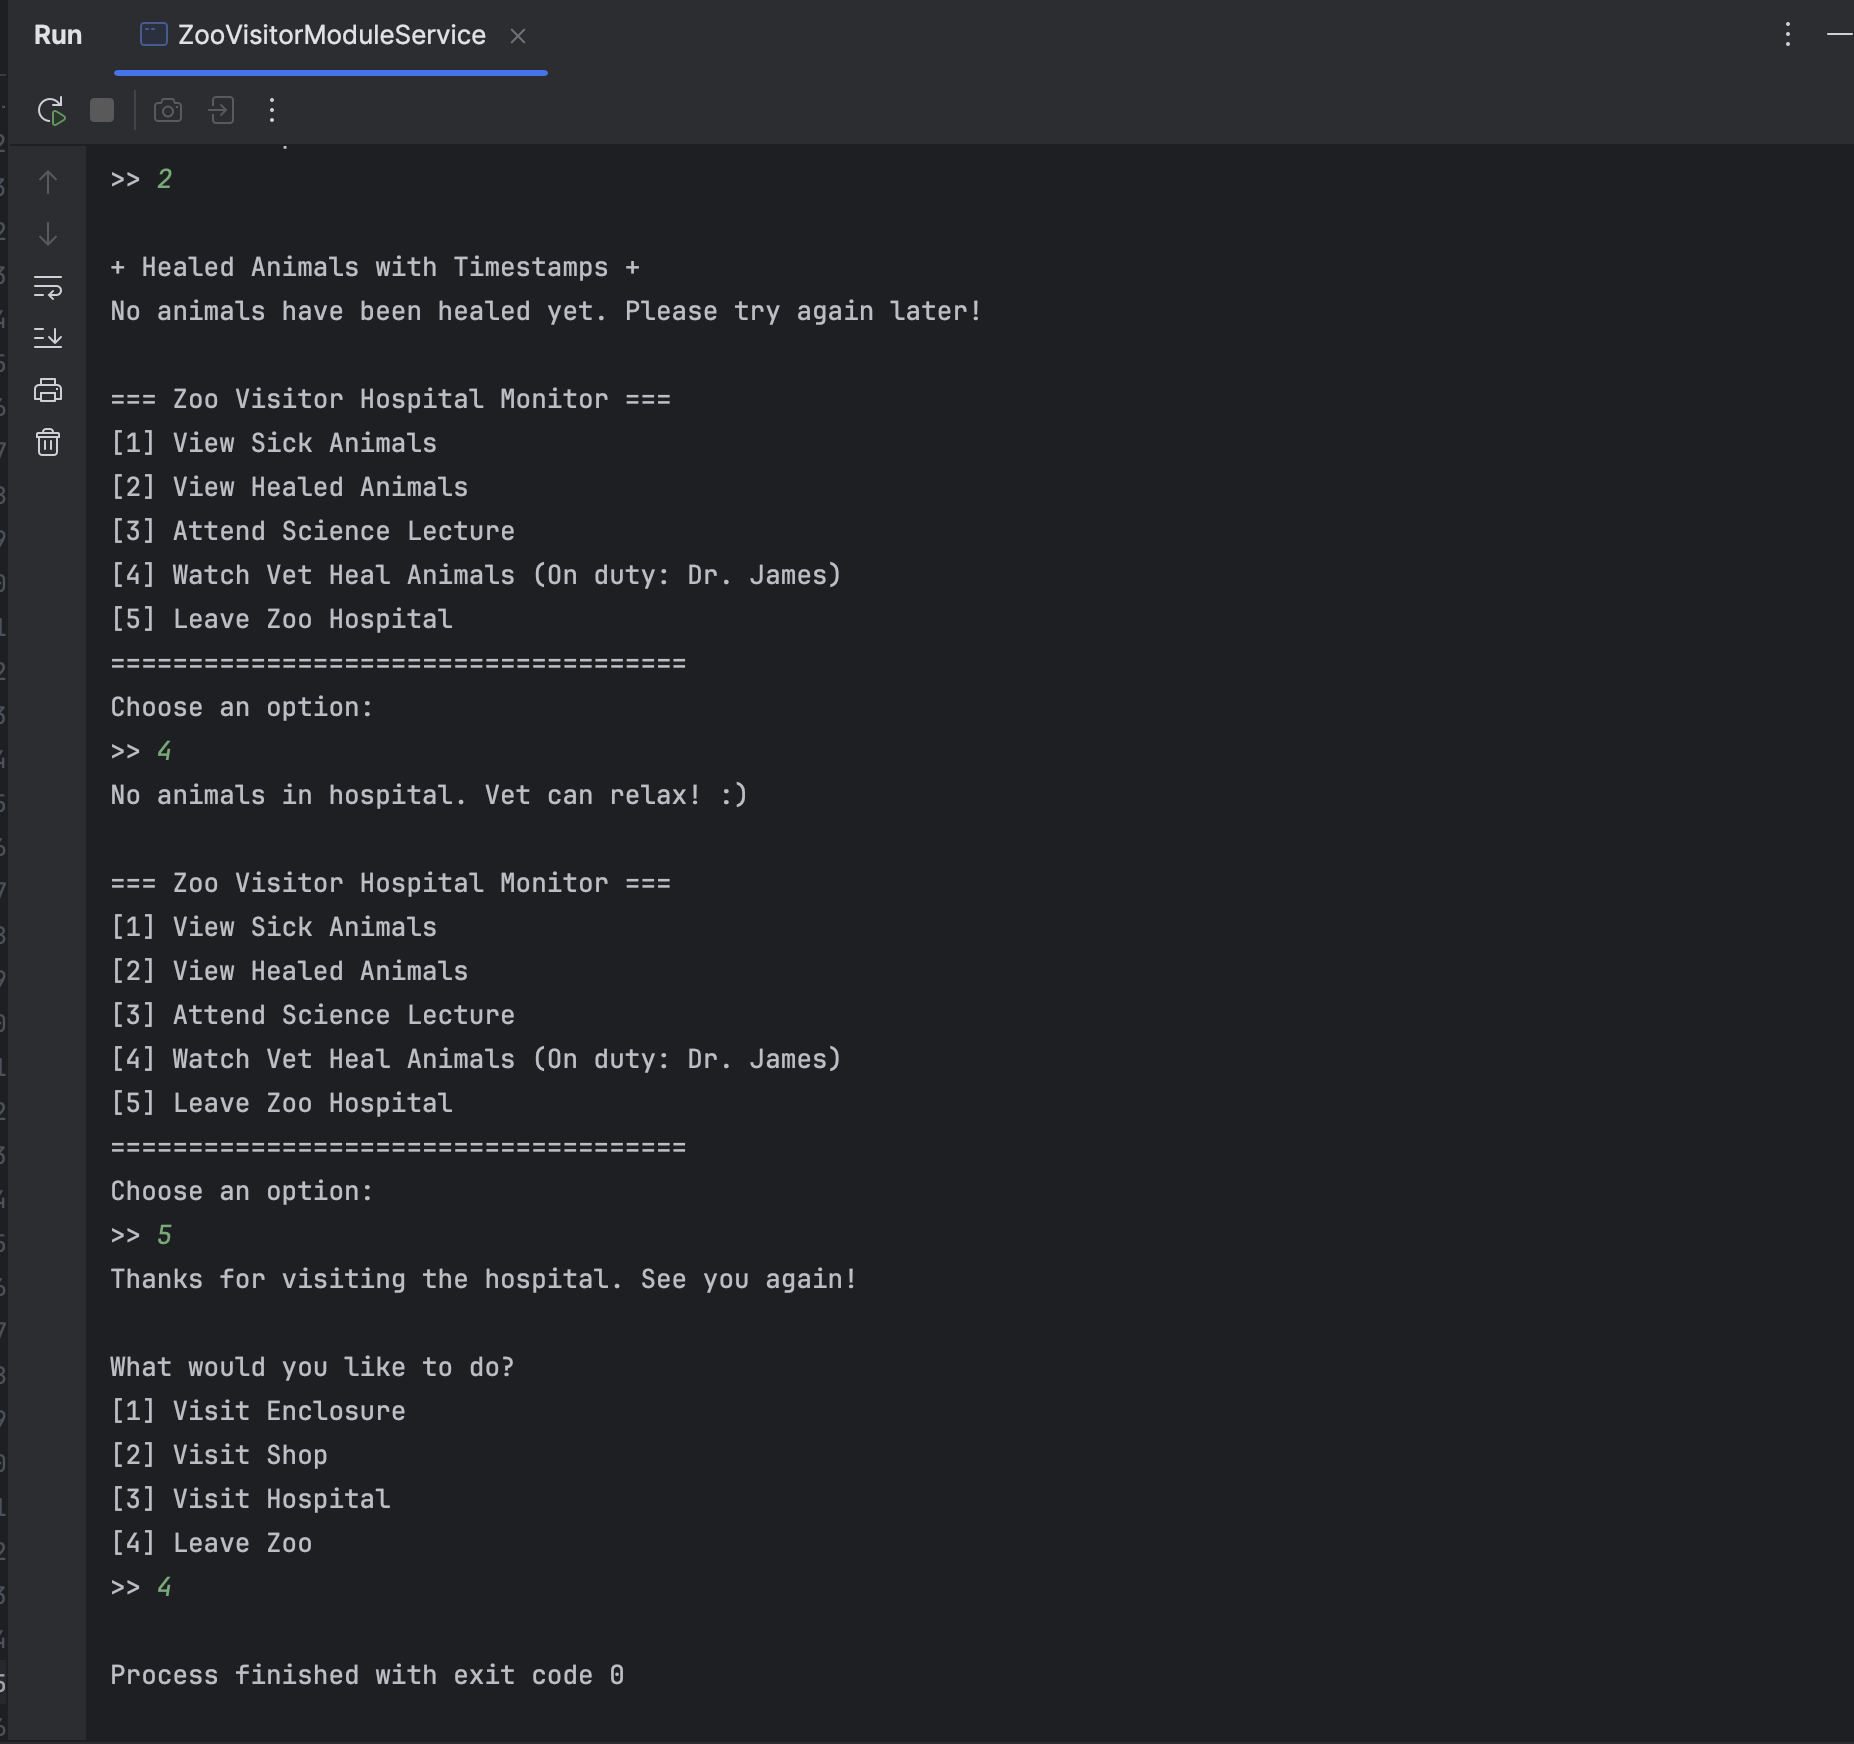 Run ZooVisitorModuleService
>> 2
+ Healed Animals with Timestamps +
No animals have been healed yet. Please try again later!
=== Zoo Visitor Hospital Monitor ===
[1] View Sick Animals
[2] View Healed Animals
[3] Attend Science Lecture
[4] Watch Vet Heal Animals (On duty: Dr. James)
[5] Leave Zoo Hospital
=====================================
Choose an option:
>> 4
No animals in hospital. Vet can relax! :)
=== Zoo Visitor Hospital Monitor ===
[1] View Sick Animals
[2] View Healed Animals
[3] Attend Science Lecture
[4] Watch Vet Heal Animals (On duty: Dr. James)
[5] Leave Zoo Hospital
=====================================
Choose an option:
>> 5
Thanks for visiting the hospital. See you again!
What would you like to do?
[1] Visit Enclosure
[2] Visit Shop
[3] Visit Hospital
[4] Leave Zoo
>> 4
Process finished with exit code 0